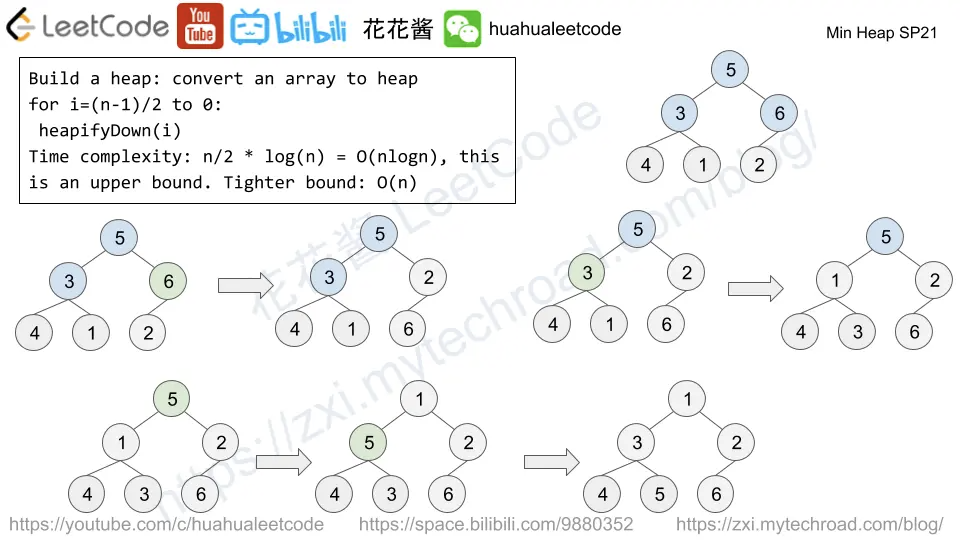 LeetCode You Tube bilibili 花花酱 huahualeetcode
Min Heap SP21
Build a heap: convert an array to heap
for i=(n-1)/2 to 0:
heapifyDown(i)
Time complexity: n/2 * log(n) = O(nlogn), this
is an upper bound. Tighter bound: O(n)
5
3 6
4 1 2
5
3 6
4 1 2
5
3 2
4 1 6
5
3 2
4 1 6
5
1 2
4 3 6
5
1 2
4 3 6
1
5 2
4 3 6
1
3 2
4 5 6
花花酱 LeetCode
https://zxi.mytechroad.com/blog/
https://youtube.com/c/huahualeetcode
https://space.bilibili.com/9880352
https://zxi.mytechroad.com/blog/